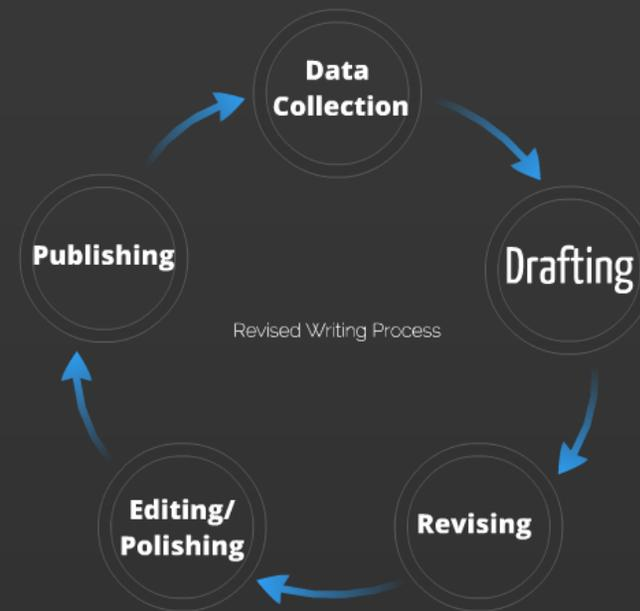 Data
Collection
Drafting
Revising
Editing/
Polishing
Publishing
Revised Writing Process